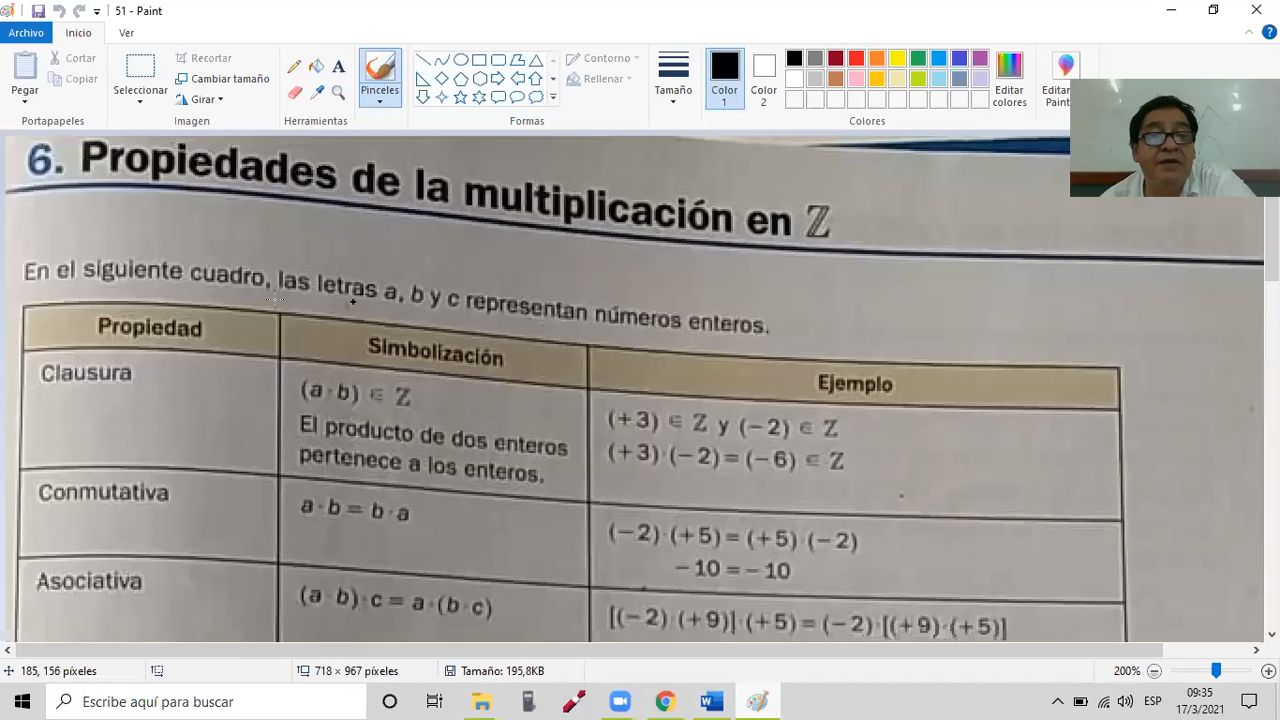 51 - Paint
Archivo Inicio Ver
Pegar
Cortar
Copiar
Portapapeles
Seleccionar
Recortar
Cambiar tamaño
Girar
Imagen
A
Herramientas
Pinceles
Contorno
Rellenar
Formas
Tamaño
Color 1
Color 2
Editar colores
Colores
Editar
Paint
6. Propiedades de la multiplicación en ℤ
En el siguiente cuadro, las letras a, b y c representan números enteros.
Propiedad Simbolización Ejemplo
Clausura
(a · b) ∈ ℤ
El producto de dos enteros
pertenece a los enteros.
(+3) ∈ ℤ y (−2) ∈ ℤ
(+3)·(−2) = (−6) ∈ ℤ
Conmutativa
a · b = b · a
(−2)·(+5) = (+5)·(−2)
−10 = −10
Asociativa
(a · b)·c = a·(b·c)
[(−2)·(+9)]·(+5) = (−2)·[(+9)·(+5)]
185, 156 píxeles 718 × 967 píxeles Tamaño: 195,8KB 200%
Escribe aquí para buscar
ESP
09:35
17/3/2021